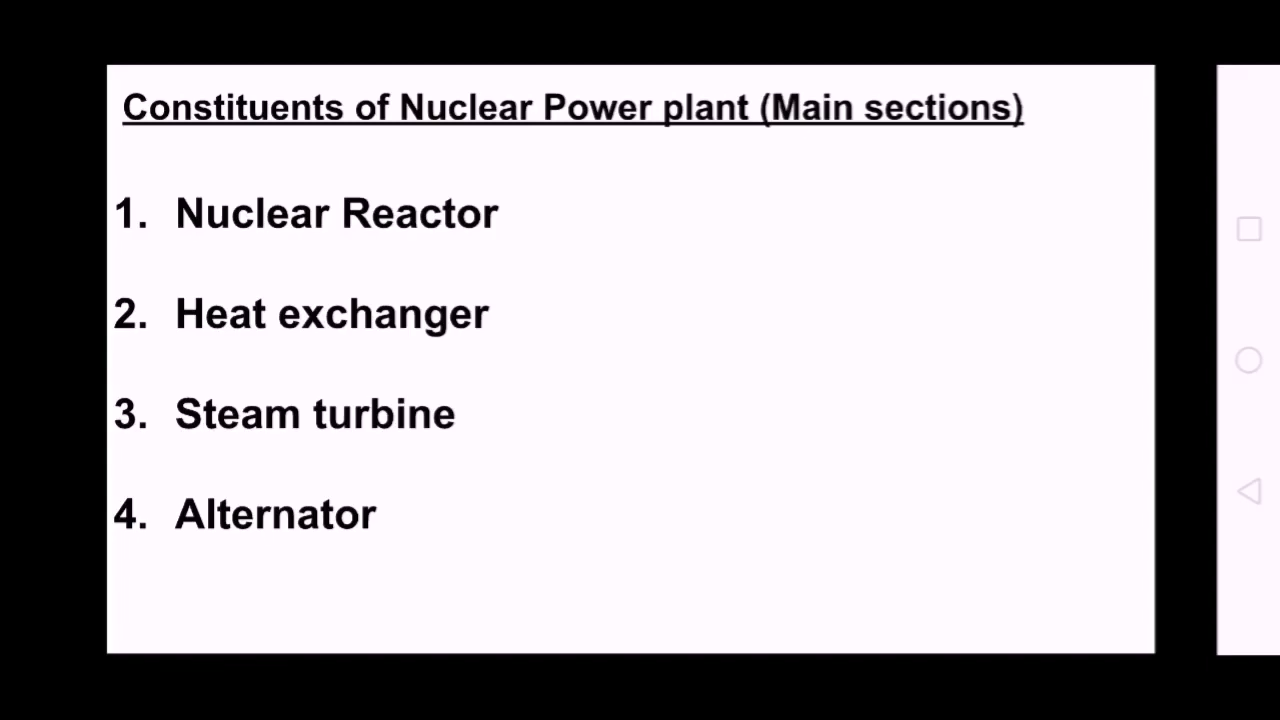 Constituents of Nuclear Power plant (Main sections)
1. Nuclear Reactor
2. Heat exchanger
3. Steam turbine
4. Alternator